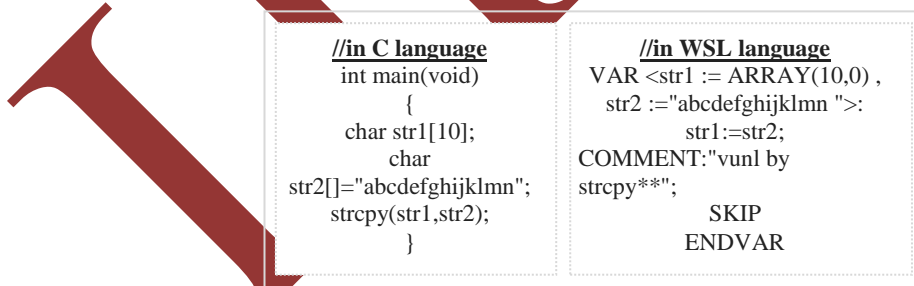 //in C language
int main(void)
{
char str1[10];
char
str2[]="abcdefghijklmn";
strcpy(str1,str2);
}
//in WSL language
VAR <str1 := ARRAY(10,0) ,
str2 :="abcdefghijklmn ">:
str1:=str2;
COMMENT:"vunl by
strcpy**";
SKIP
ENDVAR